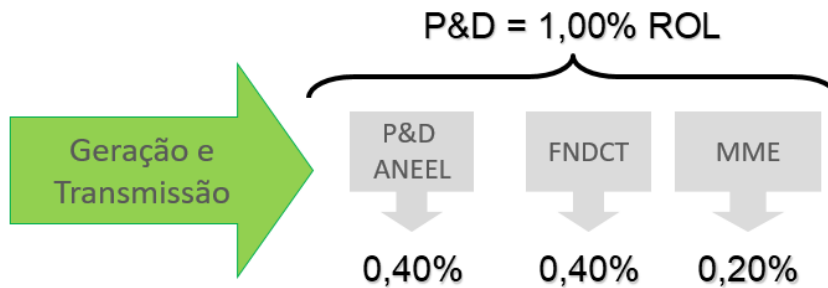 P&D = 1,00% ROL
Geração e
Transmissão
P&D
ANEEL
FNDCT
MME
0,40%
0,40%
0,20%